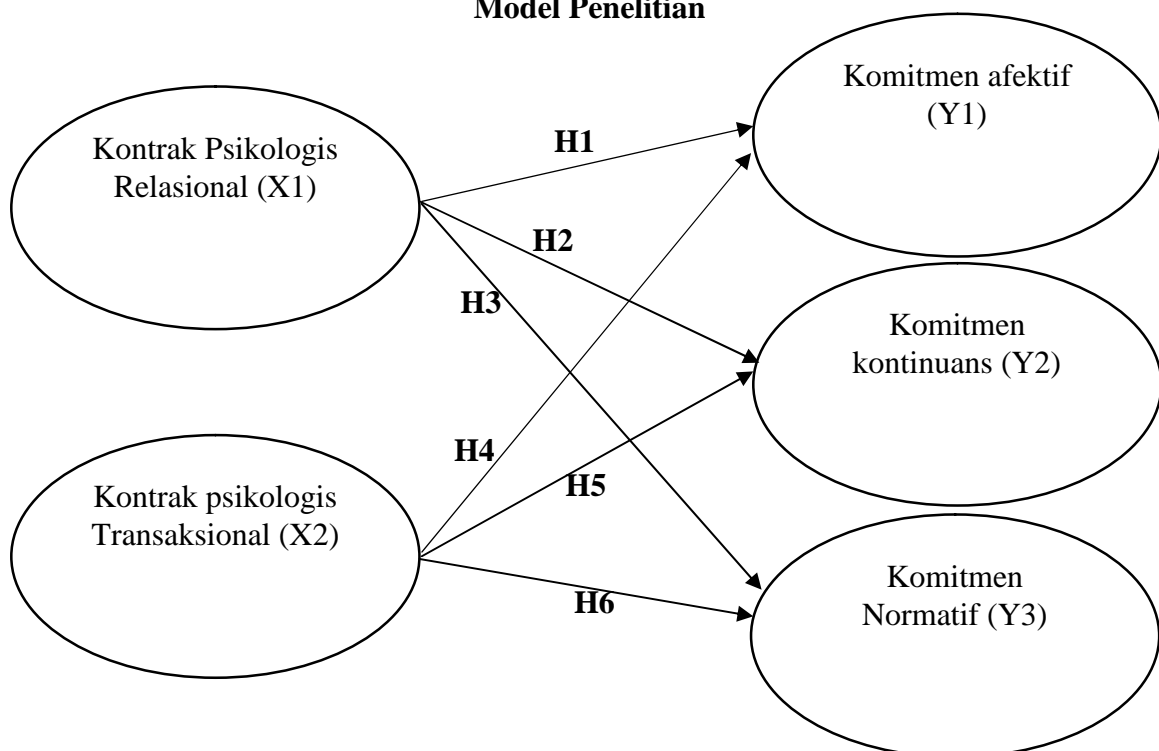 Model Penelitian
Komitmen afektif
(Y1)
Kontrak Psikologis
Relasional (X1)
H1
H2
H3
Komitmen
kontinuans (Y2)
H4
H5
Kontrak psikologis
Transaksional (X2)
H6
Komitmen
Normatif (Y3)